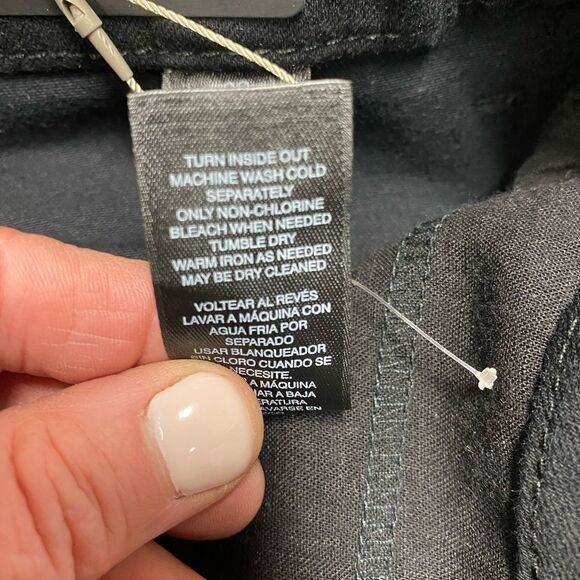 TURN INSIDE OUT
MACHINE WASH COLD
SEPARATELY
ONLY NON-CHLORINE
BLEACH WHEN NEEDED
TUMBLE DRY
WARM IRON AS NEEDED
MAY BE DRY CLEANED
VOLTEAR AL REVÉS
LAVAR A MÁQUINA CON
AGUA FRIA POR
SEPARADO
USAR BLANQUEADOR
SIN CLORO CUANDO SE
NECESITE.
A MÁQUINA
A BAJA